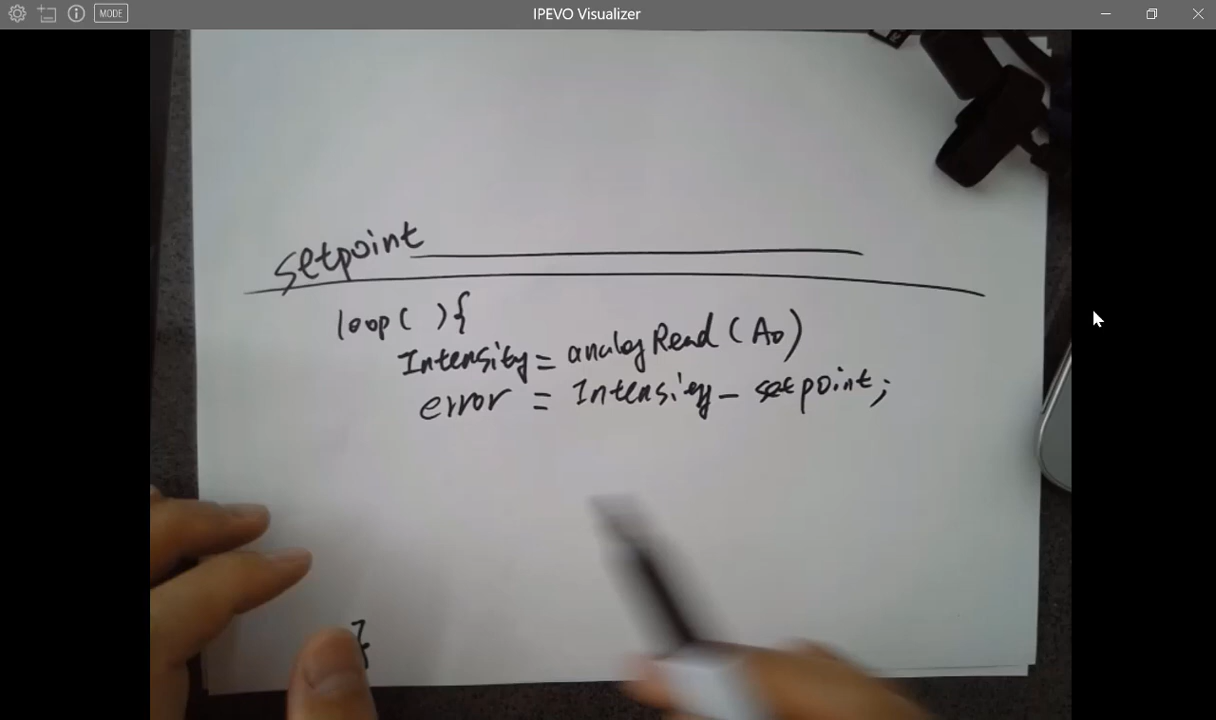 MODE
IPEVO Visualizer
setpoint
loop( ){
Intensity = analogRead (A0)
error = Intensity - setpoint;
}